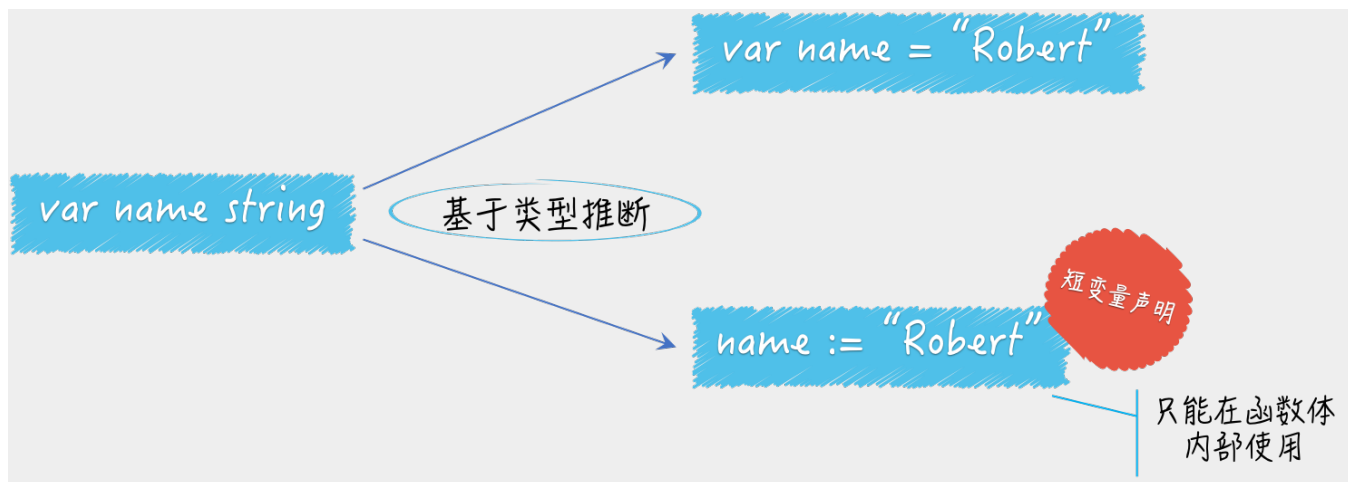 var name = “Robert”
var name string
基于类型推断
短变量声明
name := “Robert”
只能在函数体
内部使用